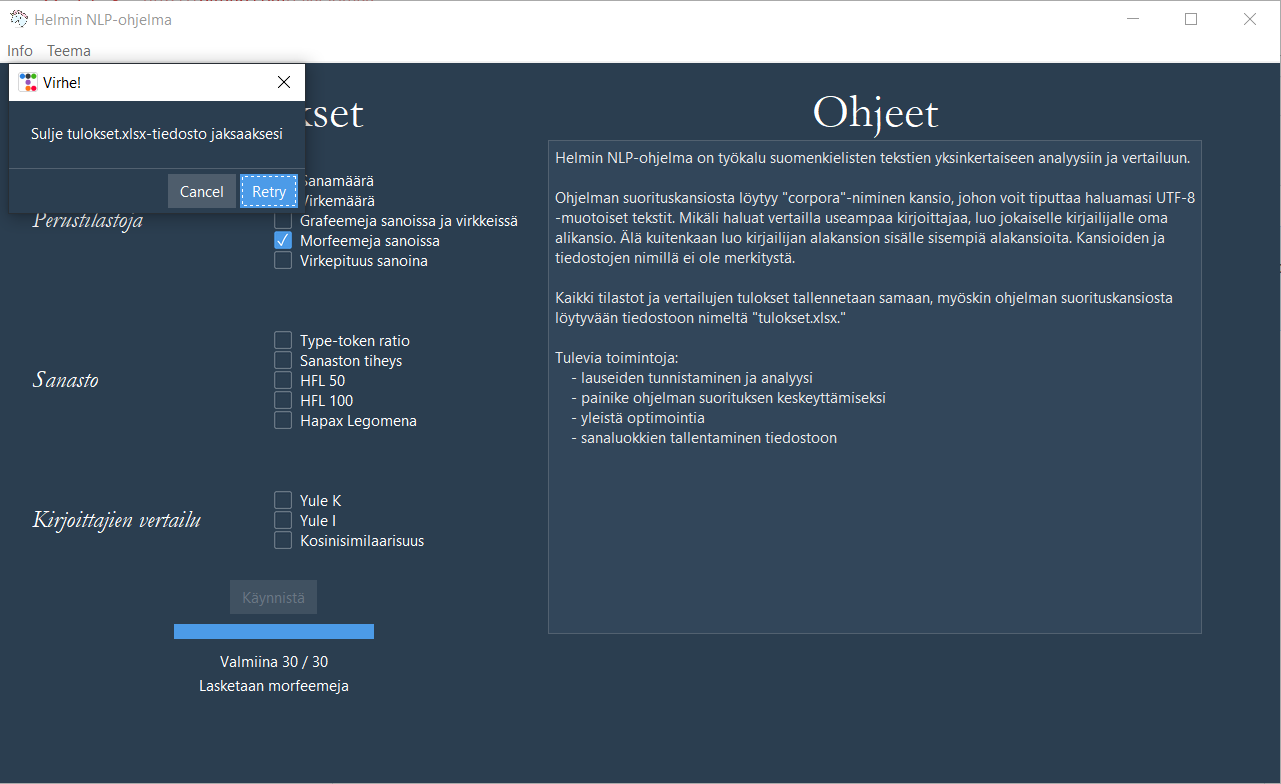 Helmin NLP-ohjelma
Info Teema
Virhe!
Sulje tulokset.xlsx-tiedosto jaksaaksesi
Cancel Retry
Perustilastoja
Sanamäärä
Virkemäärä
Grafeemeja sanoissa ja virkkeissä
Morfeemeja sanoissa
Virkepituus sanoina
Sanasto
Type-token ratio
Sanaston tiheys
HFL 50
HFL 100
Hapax Legomena
Kirjoittajien vertailu
Yule K
Yule I
Kosinisimilaarisuus
Käynnistä
Valmiina 30 / 30
Lasketaan morfeemeja
Ohjeet
Helmin NLP-ohjelma on työkalu suomenkielisten tekstien yksinkertaiseen analyysiin ja vertailuun.
Ohjelman suorituskansiosta löytyy "corpora"-niminen kansio, johon voit tiputtaa haluamasi UTF-8
-muotoiset tekstit. Mikäli haluat vertailla useampaa kirjoittajaa, luo jokaiselle kirjailijalle oma
alikansio. Älä kuitenkaan luo kirjailijan alakansion sisälle sisempiä alakansioita. Kansioiden ja
tiedostojen nimillä ei ole merkitystä.
Kaikki tilastot ja vertailujen tulokset tallennetaan samaan, myöskin ohjelman suorituskansiosta
löytyvään tiedostoon nimeltä "tulokset.xlsx."
Tulevia toimintoja:
- lauseiden tunnistaminen ja analyysi
- painike ohjelman suorituksen keskeyttämiseksi
- yleistä optimointia
- sanaluokkien tallentaminen tiedostoon